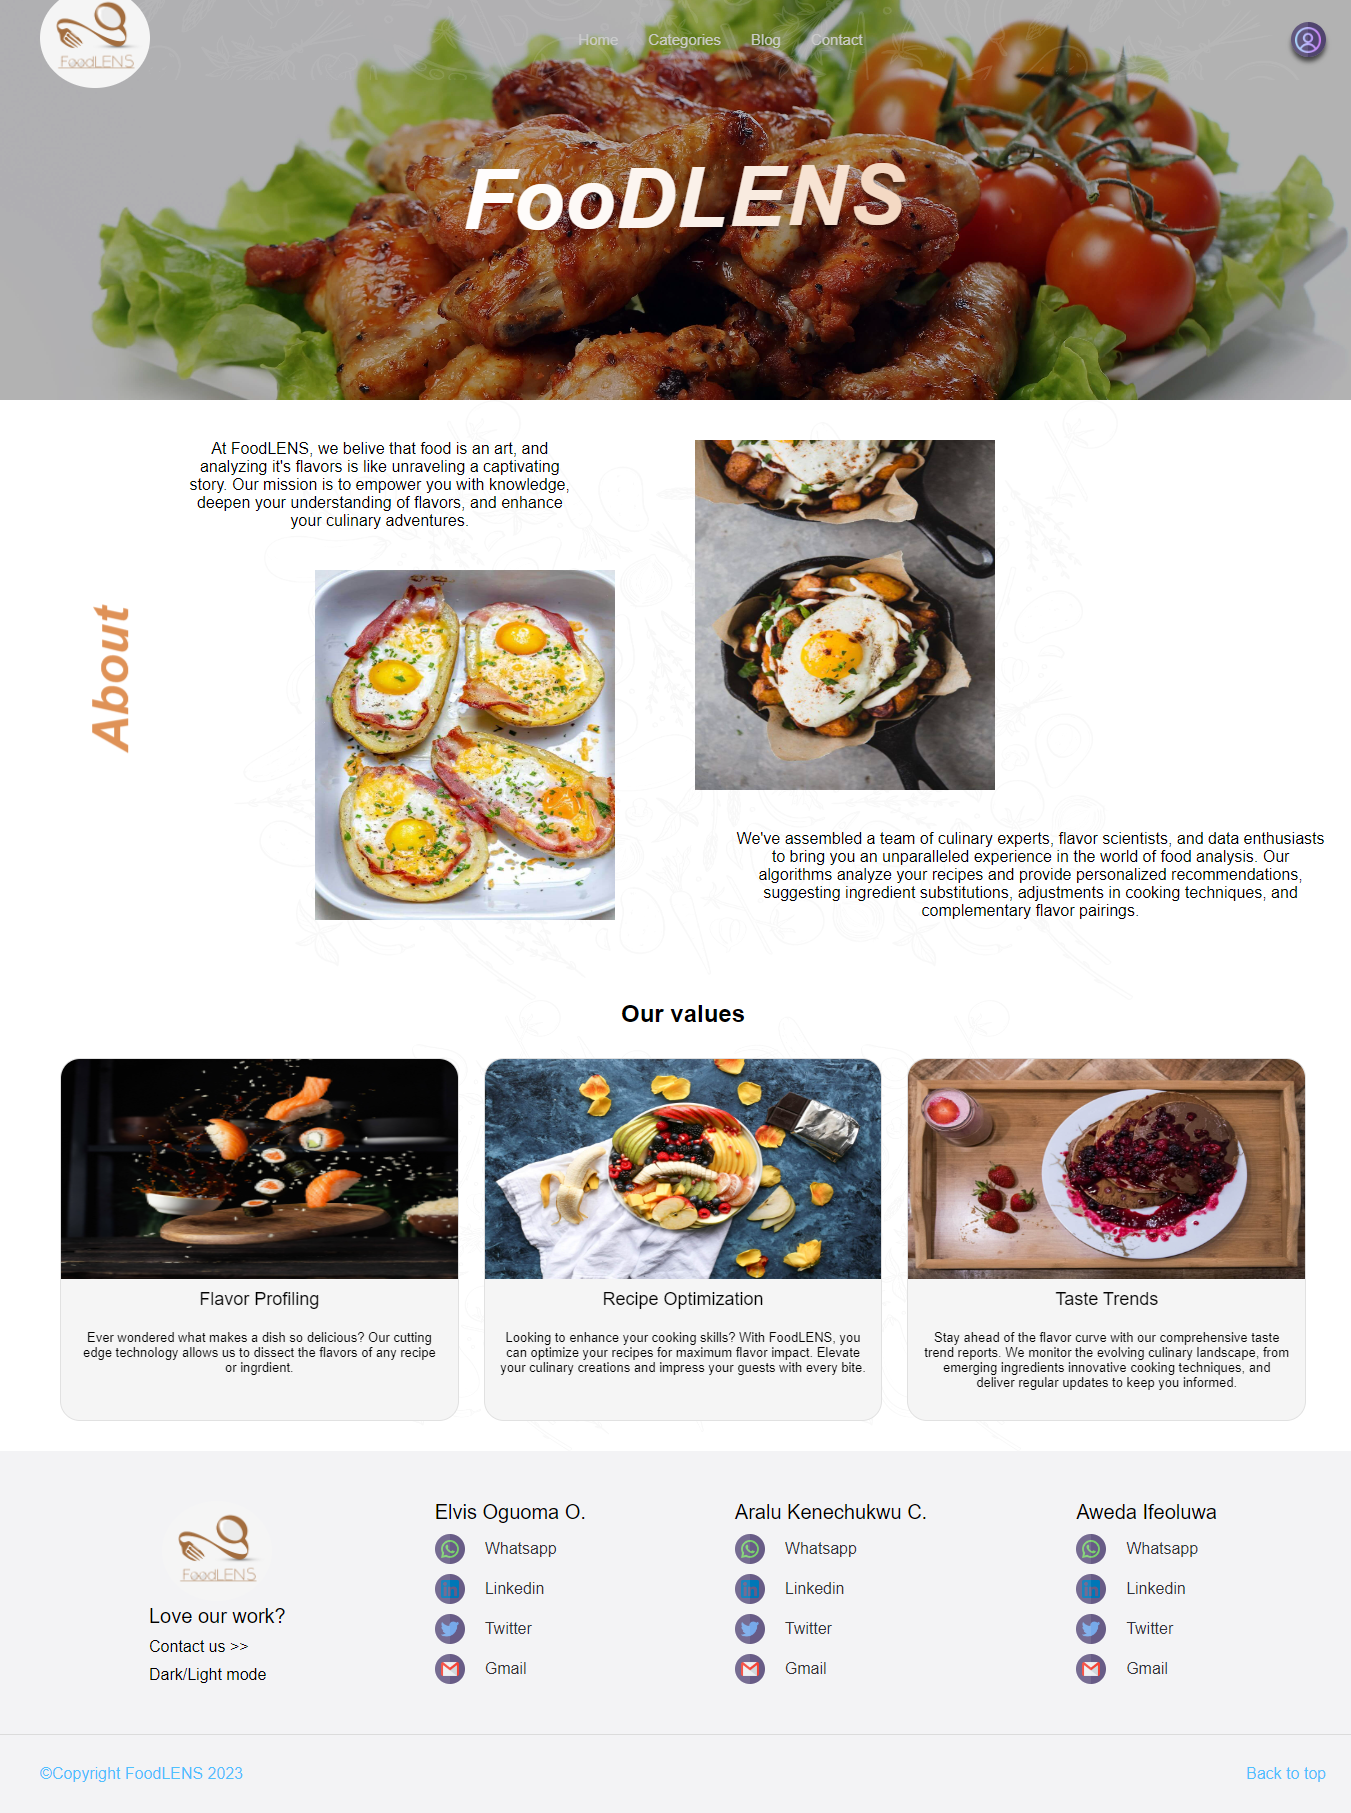 FoodLENS
Home
Categories
Blog
Contact
FooDLENS
At FoodLENS, we belive that food is an art, and
analyzing it's flavors is like unraveling a captivating
story. Our mission is to empower you with knowledge,
deepen your understanding of flavors, and enhance
your culinary adventures.
About
We've assembled a team of culinary experts, flavor scientists, and data enthusiasts
to bring you an unparalleled experience in the world of food analysis. Our
algorithms analyze your recipes and provide personalized recommendations,
suggesting ingredient substitutions, adjustments in cooking techniques, and
complementary flavor pairings.
Our values
Flavor Profiling
Ever wondered what makes a dish so delicious? Our cutting
edge technology allows us to dissect the flavors of any recipe
or ingrdient.
Recipe Optimization
Looking to enhance your cooking skills? With FoodLENS, you
can optimize your recipes for maximum flavor impact. Elevate
your culinary creations and impress your guests with every bite.
Taste Trends
Stay ahead of the flavor curve with our comprehensive taste
trend reports. We monitor the evolving culinary landscape, from
emerging ingredients innovative cooking techniques, and
deliver regular updates to keep you informed.
FoodLENS
Love our work?
Contact us >>
Dark/Light mode
Elvis Oguoma O.
Whatsapp
Linkedin
Twitter
Gmail
Aralu Kenechukwu C.
Whatsapp
Linkedin
Twitter
Gmail
Aweda Ifeoluwa
Whatsapp
Linkedin
Twitter
Gmail
©Copyright FoodLENS 2023
Back to top